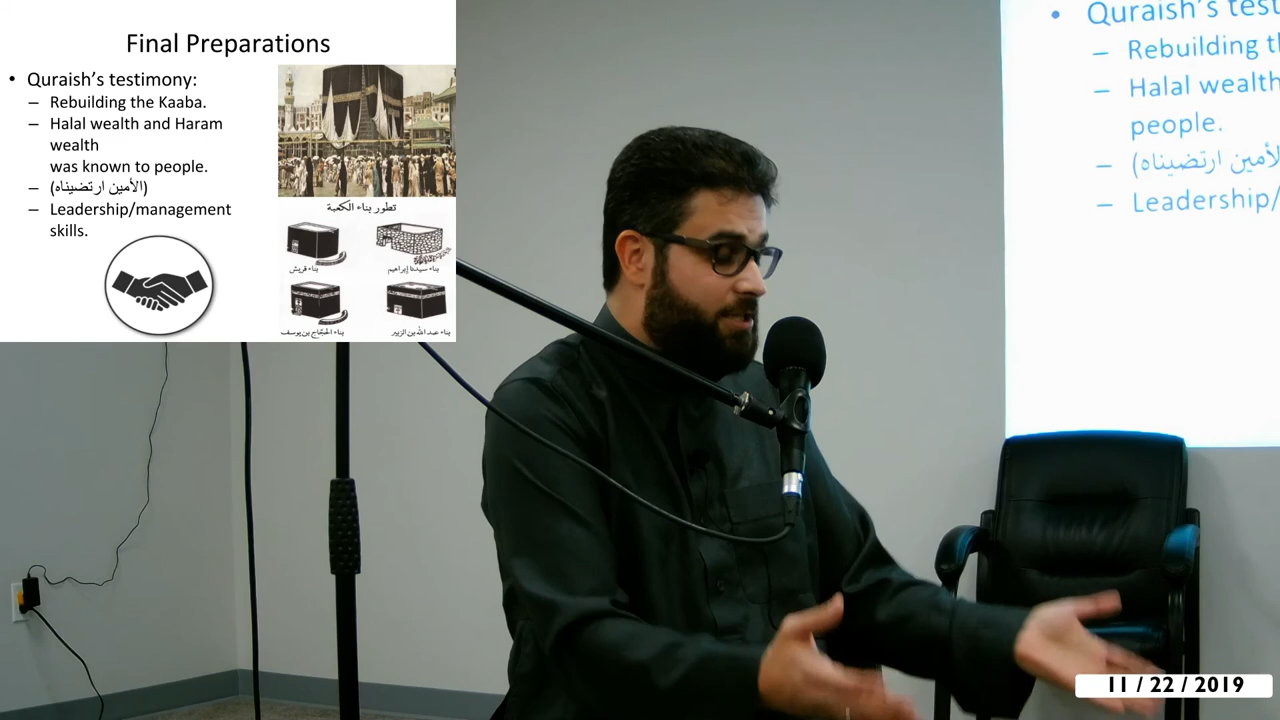 Final Preparations
• Quraish’s testimony:
– Rebuilding the Kaaba.
– Halal wealth and Haram
wealth
was known to people.
– (الأمين ارتضيناه)
– Leadership/management
skills.
تطور بناء الكعبة
بناء قريش
بناء سيدنا إبراهيم
بناء الحجاج بن يوسف
بناء عبد الله بن الزبير
• Quraish’s test
– Rebuilding t
– Halal wealth
people.
– (الأمين ارتضيناه
– Leadership/
11 / 22 / 2019